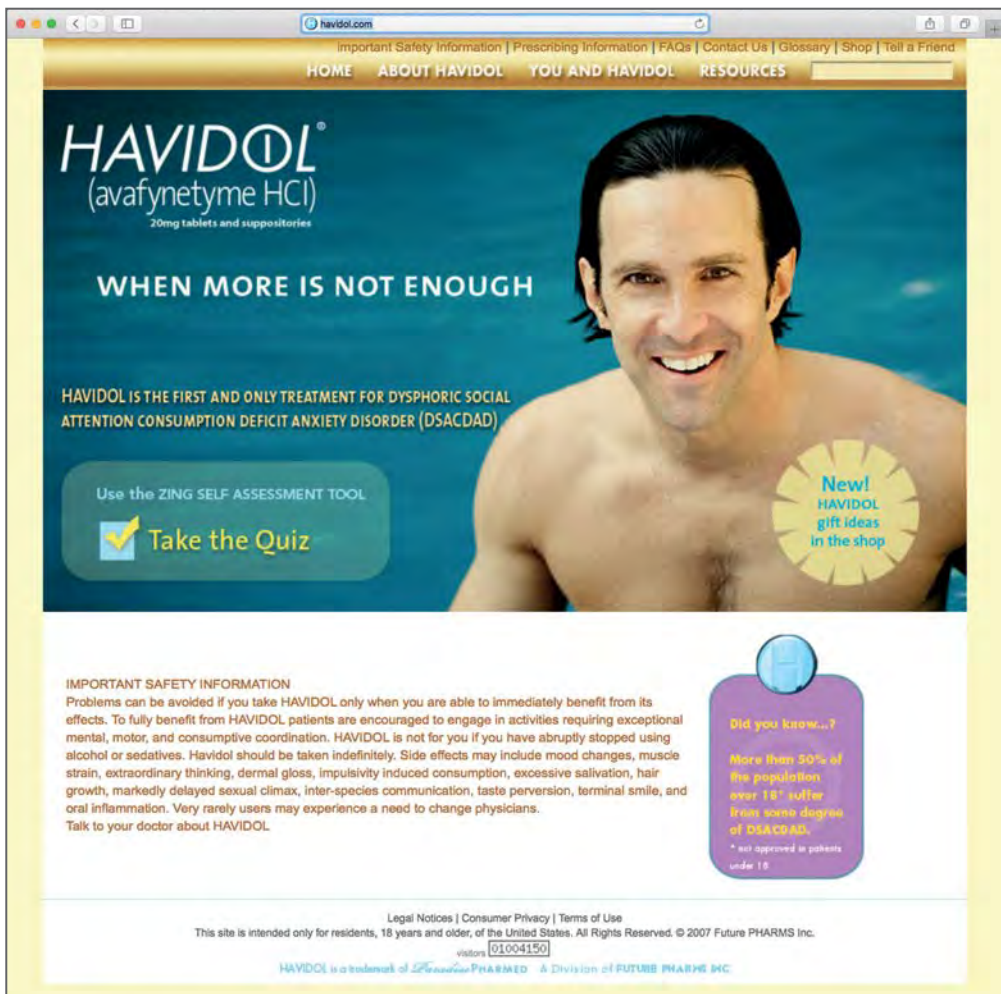 havidol.com
Important Safety Information | Prescribing Information | FAQs | Contact Us | Glossary | Shop | Tell a Friend
HOME ABOUT HAVIDOL YOU AND HAVIDOL RESOURCES
HAVIDOL®
(avafynetyme HCl)
20mg tablets and suppositories
WHEN MORE IS NOT ENOUGH
HAVIDOL IS THE FIRST AND ONLY TREATMENT FOR DYSPHORIC SOCIAL
ATTENTION CONSUMPTION DEFICIT ANXIETY DISORDER (DSACDAD)
Use the ZING SELF ASSESSMENT TOOL
Take the Quiz
New!
HAVIDOL
gift ideas
in the shop
IMPORTANT SAFETY INFORMATION
Problems can be avoided if you take HAVIDOL only when you are able to immediately benefit from its
effects. To fully benefit from HAVIDOL patients are encouraged to engage in activities requiring exceptional
mental, motor, and consumptive coordination. HAVIDOL is not for you if you have abruptly stopped using
alcohol or sedatives. Havidol should be taken indefinitely. Side effects may include mood changes, muscle
strain, extraordinary thinking, dermal gloss, impulsivity induced consumption, excessive salivation, hair
growth, markedly delayed sexual climax, inter-species communication, taste perversion, terminal smile, and
oral inflammation. Very rarely users may experience a need to change physicians.
Talk to your doctor about HAVIDOL
H
Did you know...?
More than 50% of
the population
over 18* suffer
from some degree
of DSACDAD.
* not approved in patients
under 18
Legal Notices | Consumer Privacy | Terms of Use
This site is intended only for residents, 18 years and older, of the United States. All Rights Reserved. © 2007 Future PHARMS Inc.
visitors 01004150
HAVIDOL is a trademark of Paradise PHARMED A Division of FUTURE PHARMS INC